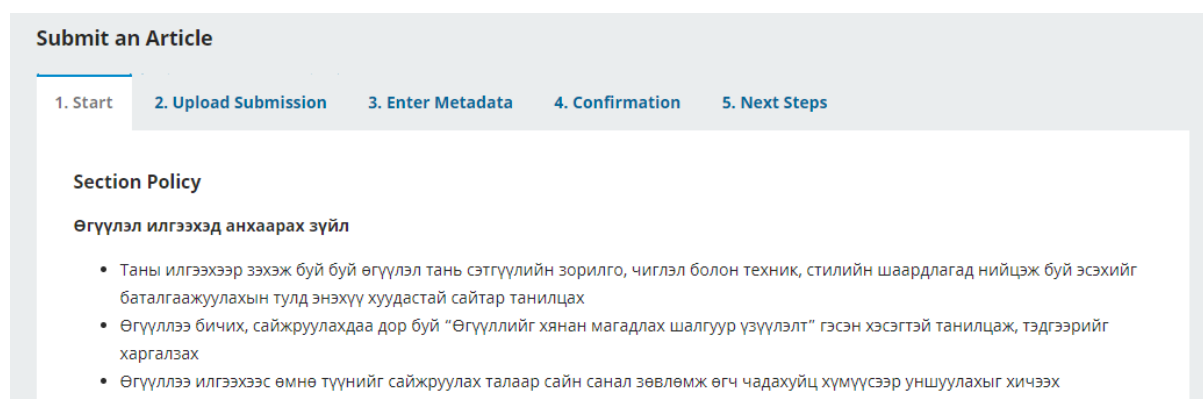 Submit an Article
1. Start 2. Upload Submission 3. Enter Metadata 4. Confirmation 5. Next Steps
Section Policy
Өгүүлэл илгээхэд анхаарах зүйл
• Таны илгээхээр зэхэж буй буй өгүүлэл тань сэтгүүлийн зорилго, чиглэл болон техник, стилийн шаардлагад нийцэж буй эсэхийг
баталгаажуулахын тулд энэхүү хуудастай сайтар танилцах
• Өгүүллээ бичих, сайжруулахдаа дор буй “Өгүүллийг хянан магадлах шалгуур үзүүлэлт” гэсэн хэсэгтэй танилцаж, тэдгээрийг
харгалзах
• Өгүүллээ илгээхээс өмнө түүнийг сайжруулах талаар сайн санал зөвлөмж өгч чадахуйц хүмүүсээр уншуулахыг хичээх